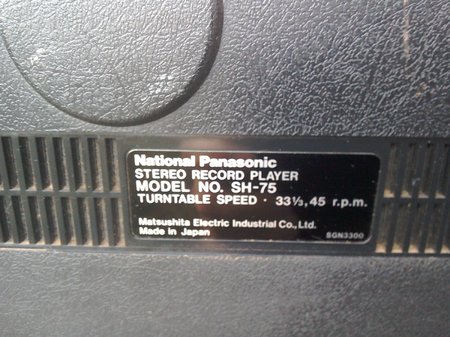 National Panasonic
STEREO RECORD PLAYER
MODEL NO. SH-75
TURNTABLE SPEED · 33⅓, 45 r.p.m.
Matsushita Electric Industrial Co., Ltd.
Made in Japan
SGN3300